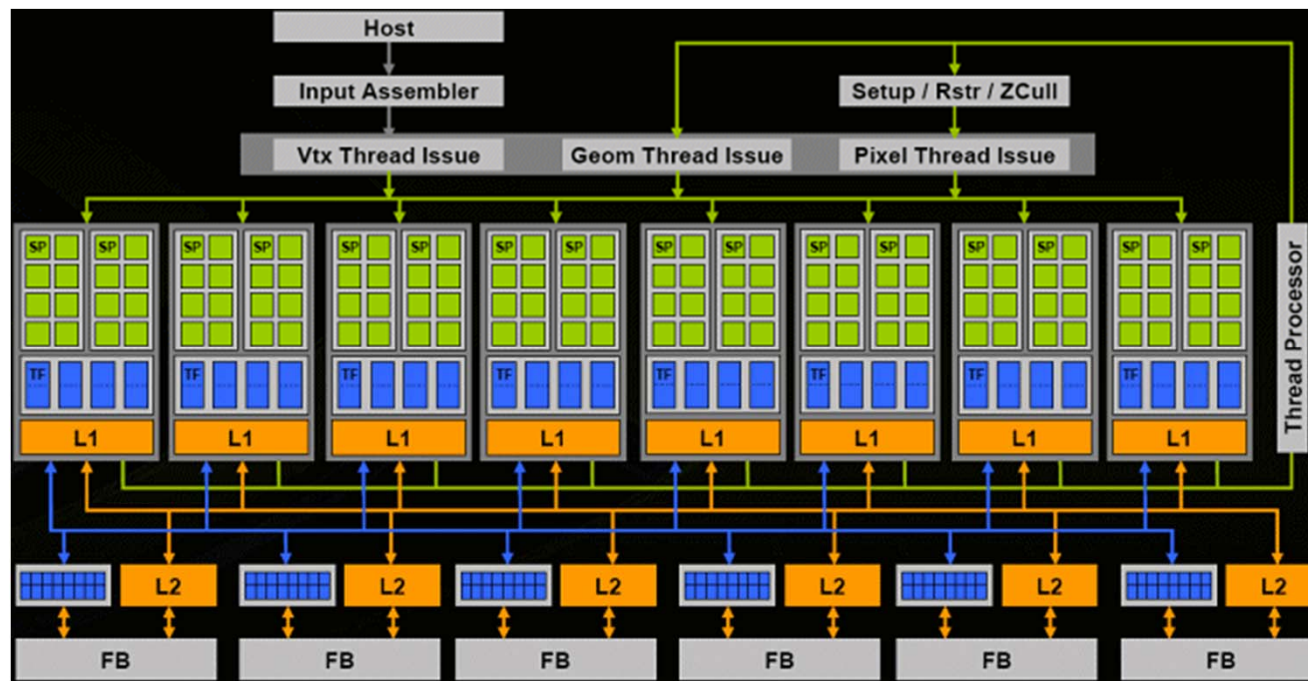 Host
Input Assembler
Setup / Rstr / ZCull
Vtx Thread Issue
Geom Thread Issue
Pixel Thread Issue
SP SP SP SP SP SP SP SP SP SP SP SP SP SP SP SP
TF TF TF TF TF TF TF TF
L1 L1 L1 L1 L1 L1 L1 L1
Thread Processor
L2 L2 L2 L2 L2 L2
FB FB FB FB FB FB